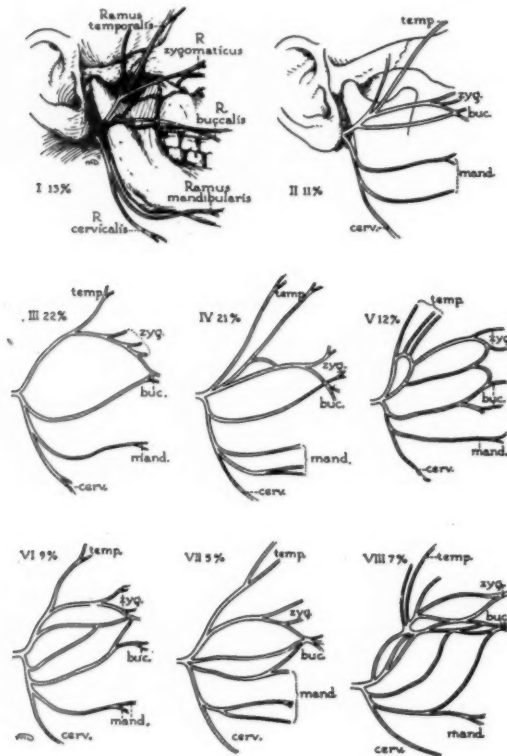 Ramus
temporalis
R.
zygomaticus
R.
buccalis
Ramus
mandibularis
R.
cervicalis
I 13%
temp.
zyg.
buc.
mand.
cerv.
II 11%
temp.
III 22%
zyg.
buc.
mand.
cerv.
temp.
IV 21%
zyg.
buc.
mand.
cerv.
temp.
V 12%
zyg.
buc.
mand.
cerv.
VI 9%
temp.
zyg.
buc.
mand.
cerv.
VII 5%
temp.
zyg.
buc.
mand.
cerv.
VIII 7%
temp.
zyg.
buc.
mand.
cerv.